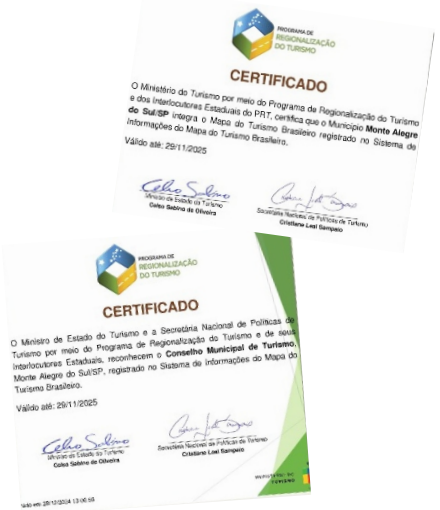 PROGRAMA DE
REGIONALIZAÇÃO
DO TURISMO
CERTIFICADO
O Ministério do Turismo por meio do Programa de Regionalização do Turismo
e dos Interlocutores Estaduais do PRT, certifica que o Município Monte Alegre
do Sul/SP integra o Mapa do Turismo Brasileiro registrado no Sistema de
Informações do Mapa do Turismo Brasileiro.
Válido até: 29/11/2025
Celso Sabino
Ministro de Estado do Turismo
Celso Sabino de Oliveira
Secretária Nacional de Políticas de Turismo
Cristiane Leal Sampaio
PROGRAMA DE
REGIONALIZAÇÃO
DO TURISMO
CERTIFICADO
O Ministro de Estado do Turismo e a Secretária Nacional de Políticas de
Turismo por meio do Programa de Regionalização do Turismo e de seus
Interlocutores Estaduais, reconhecem o Conselho Municipal de Turismo,
Monte Alegre do Sul/SP, registrado no Sistema de Informações do Mapa do
Turismo Brasileiro.
Válido até: 29/11/2025
Celso Sabino
Ministro de Estado do Turismo
Celso Sabino de Oliveira
Secretária Nacional de Políticas de Turismo
Cristiane Leal Sampaio